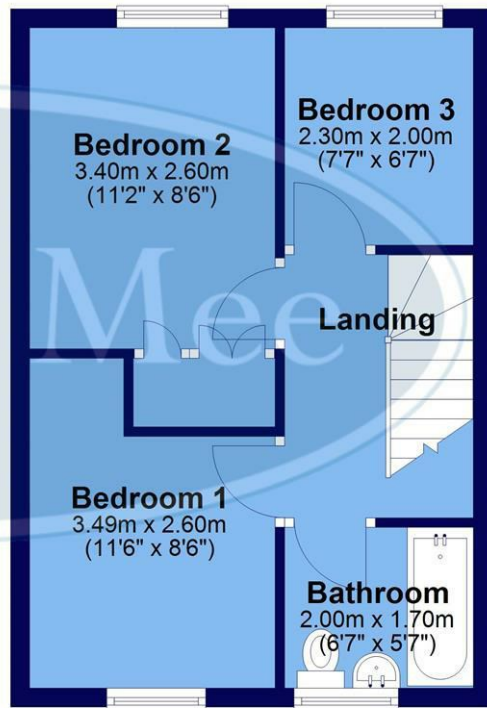 Bedroom 2
3.40m x 2.60m
(11'2" x 8'6")
Bedroom 3
2.30m x 2.00m
(7'7" x 6'7")
Mee
Landing
Bedroom 1
3.49m x 2.60m
(11'6" x 8'6")
Bathroom
2.00m x 1.70m
(6'7" x 5'7")